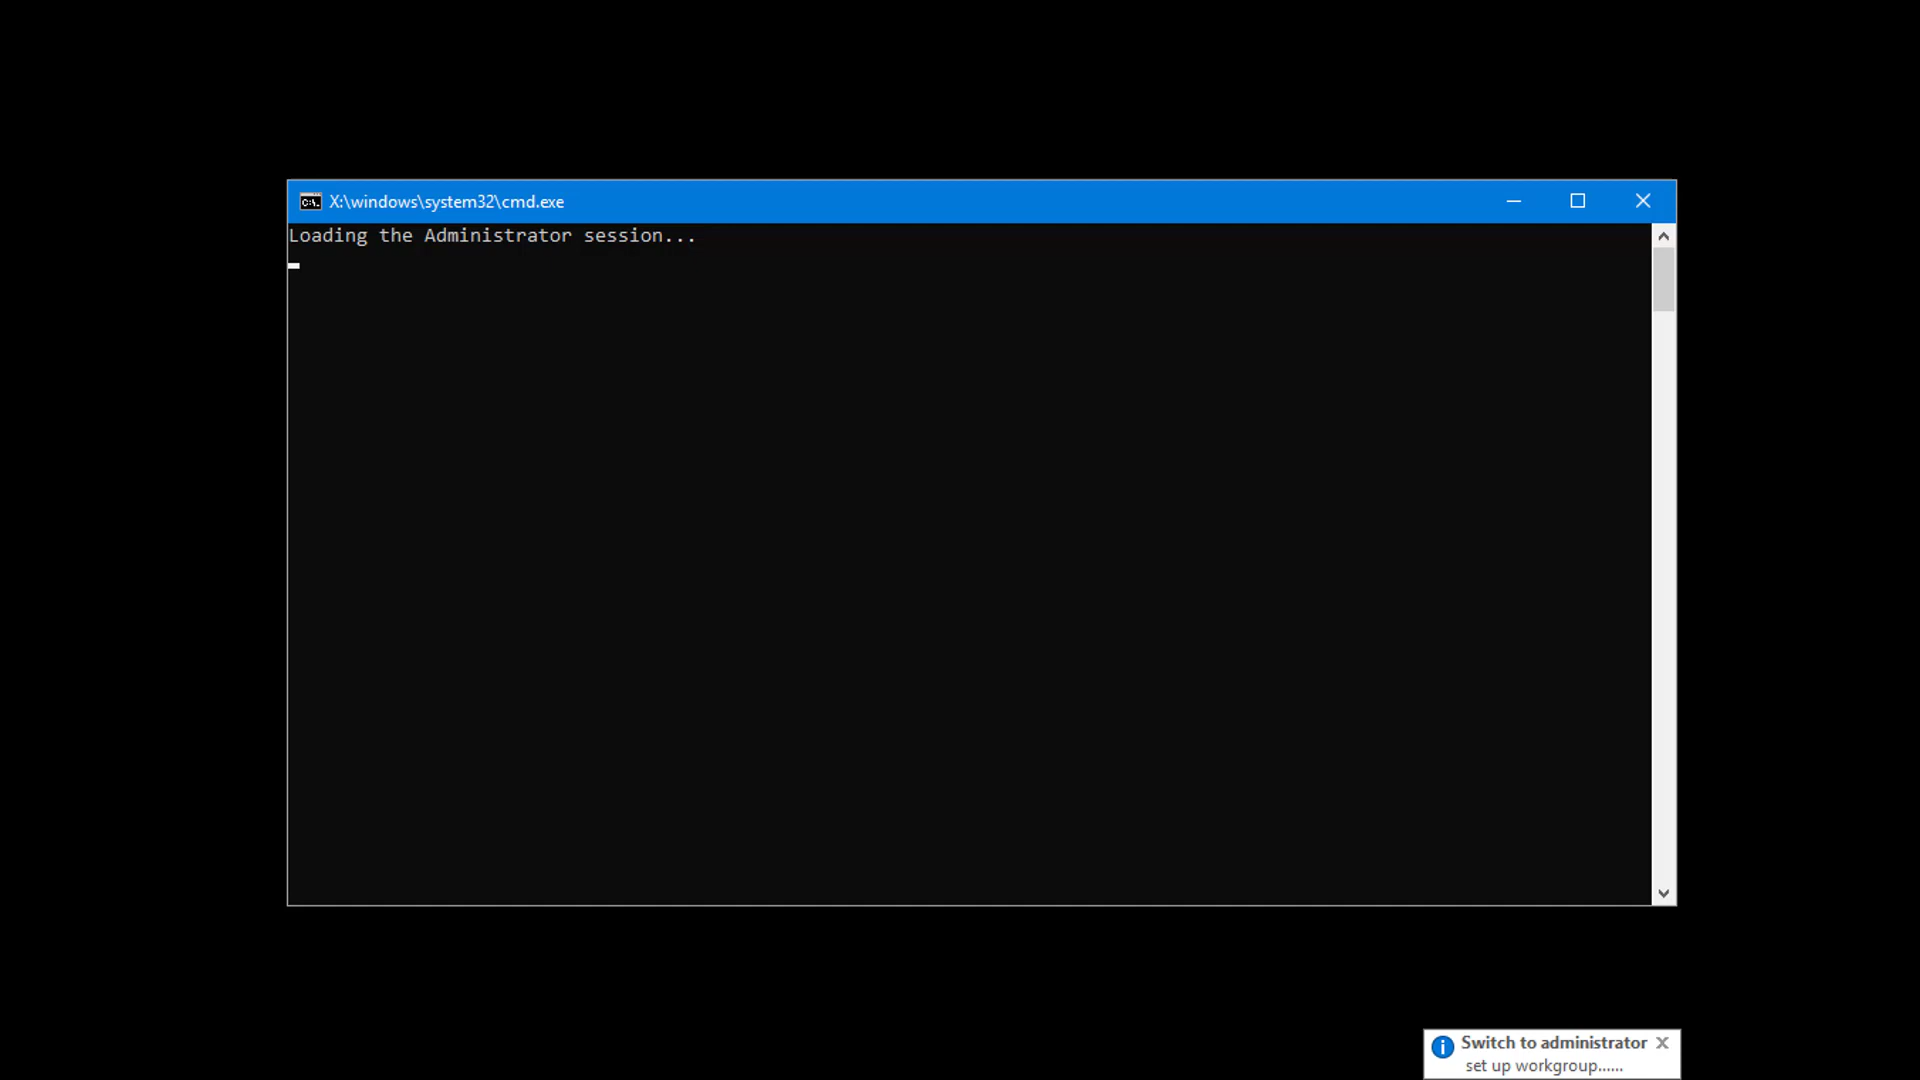 X:\windows\system32\cmd.exe
Loading the Administrator session...
Switch to administrator
set up workgroup......